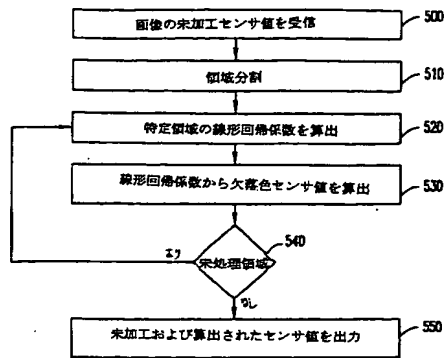 画像の未加工センサ値を受信
500
領域分割
510
特定領域の線形回帰係数を算出
520
線形回帰係数から欠落色センサ値を算出
530
540
未処理領域
あり
なし
未加工および算出されたセンサ値を出力
550